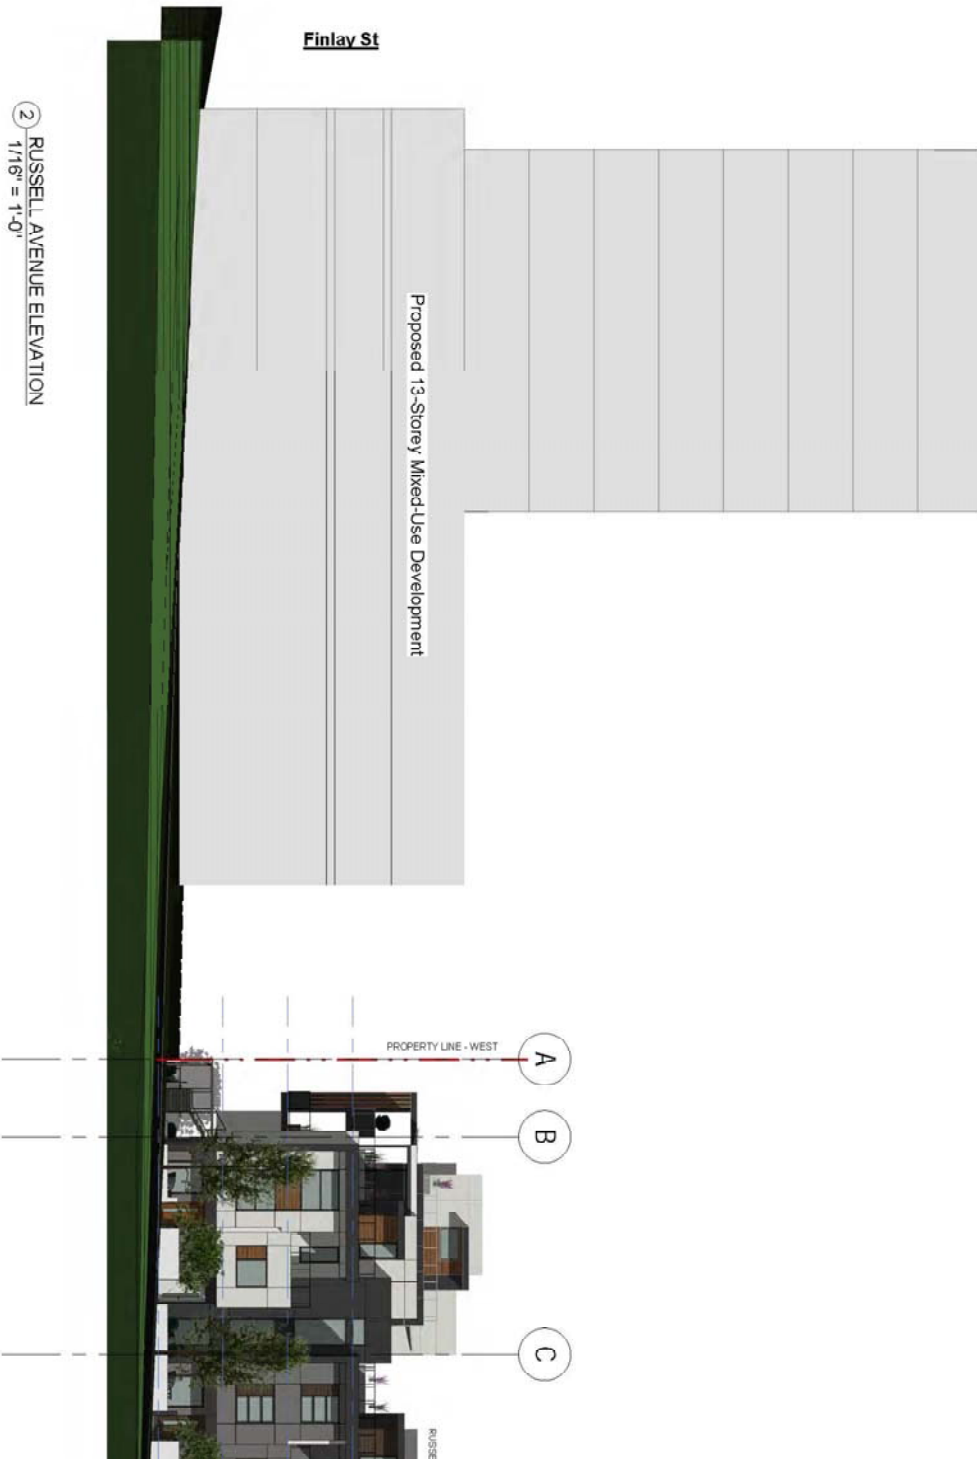 Finlay St
Proposed 13-Storey Mixed-Use Development
PROPERTY LINE - WEST
A
B
C
2
RUSSELL AVENUE ELEVATION
1/16" = 1'-0"